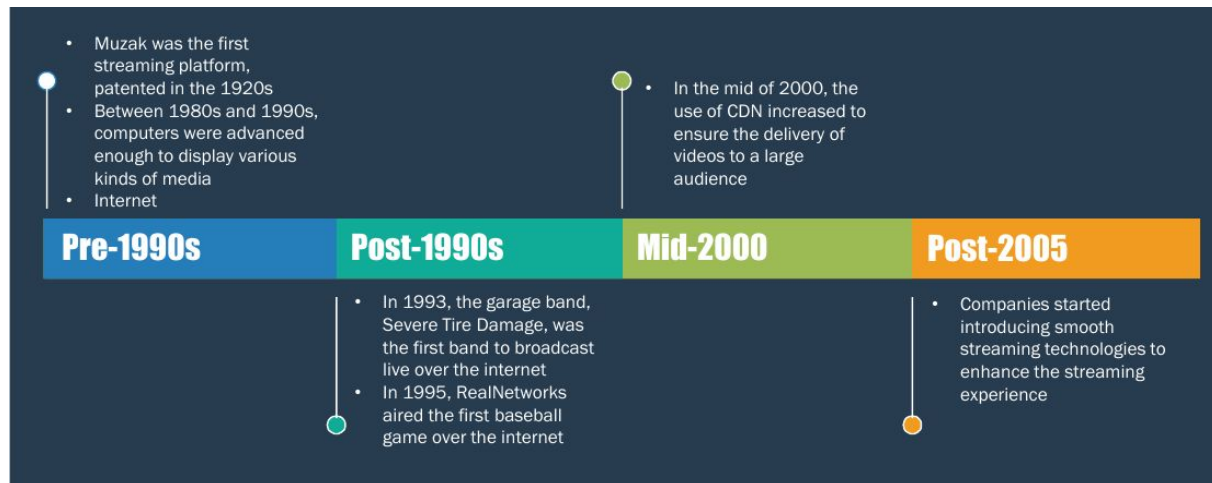 • Muzak was the first
streaming platform,
patented in the 1920s
• Between 1980s and 1990s,
computers were advanced
enough to display various
kinds of media
• Internet
• In the mid of 2000, the
use of CDN increased to
ensure the delivery of
videos to a large
audience
Pre-1990s
Post-1990s
Mid-2000
Post-2005
• In 1993, the garage band,
Severe Tire Damage, was
the first band to broadcast
live over the internet
• In 1995, RealNetworks
aired the first baseball
game over the internet
• Companies started
introducing smooth
streaming technologies to
enhance the streaming
experience